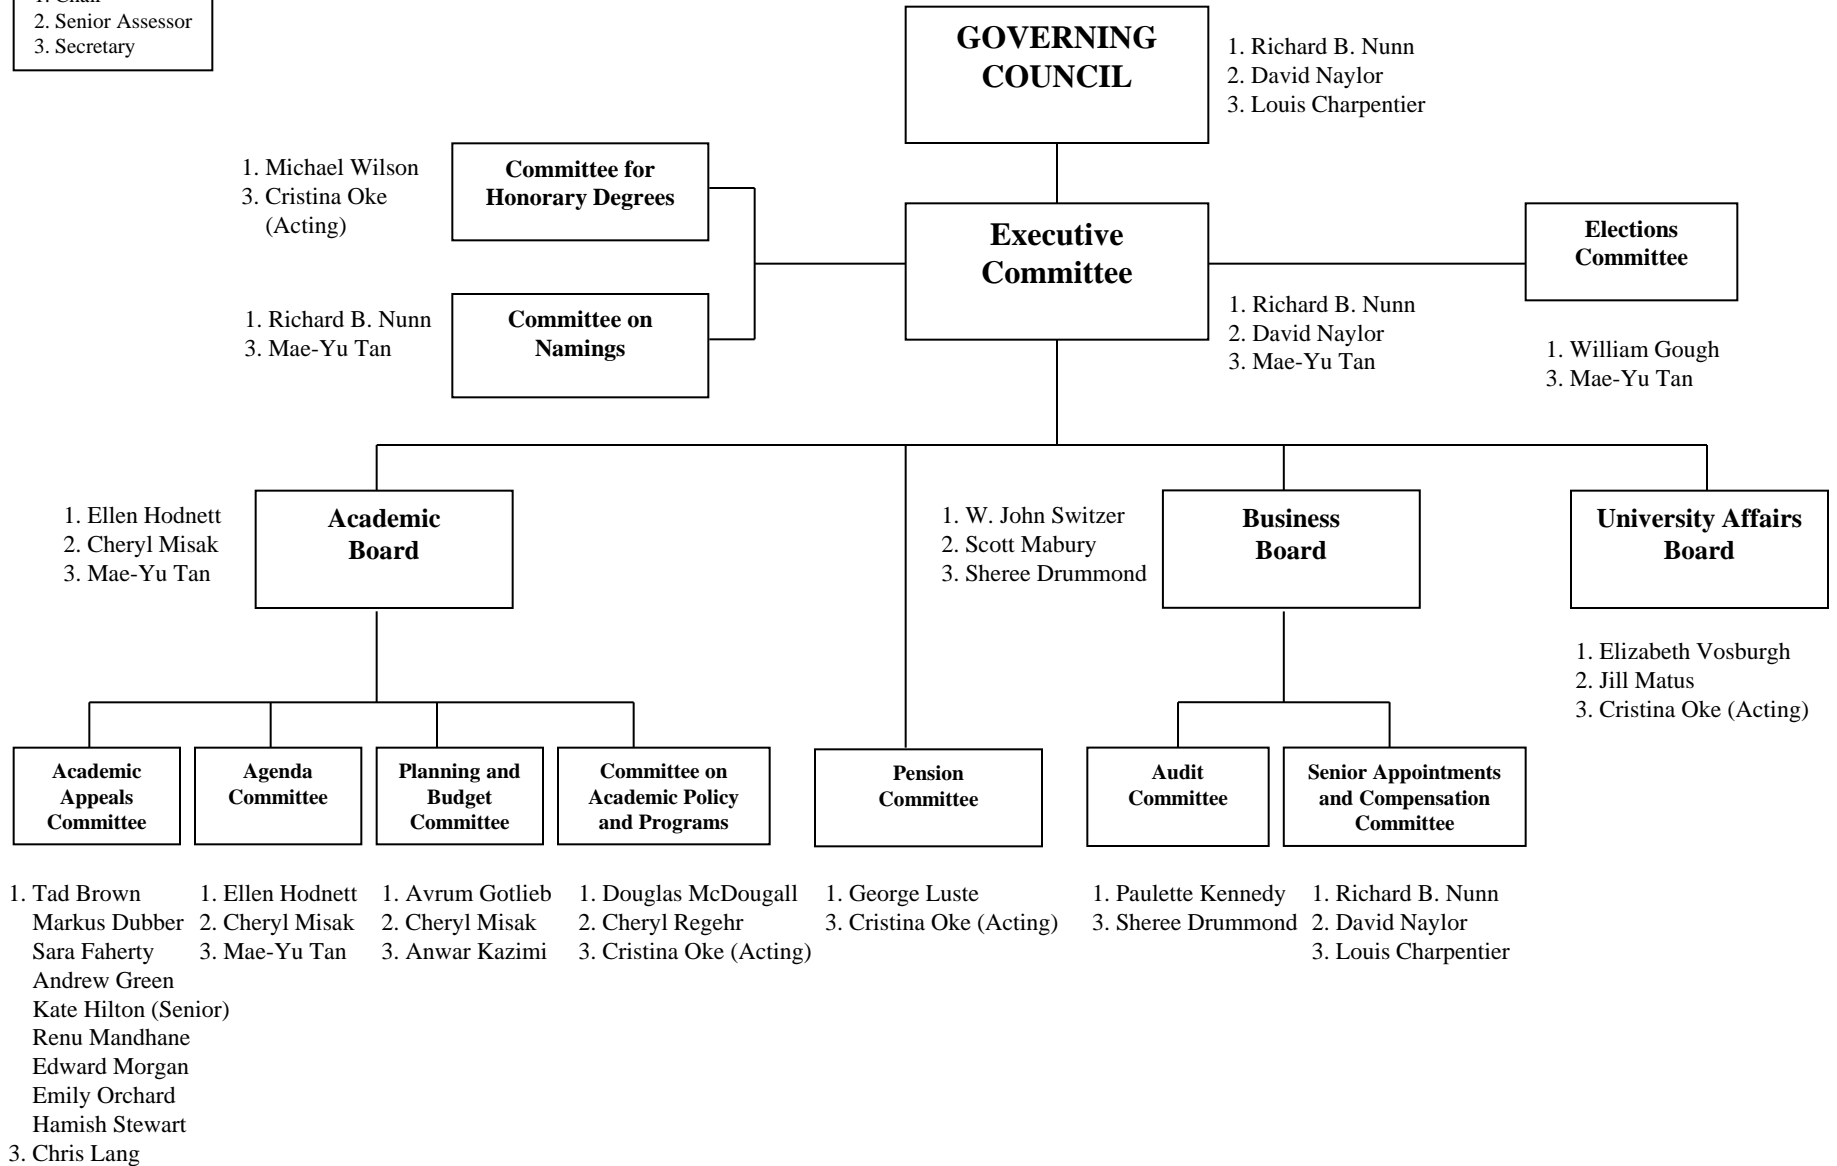 1. Chair
2. Senior Assessor
3. Secretary
GOVERNING
COUNCIL
1. Richard B. Nunn
2. David Naylor
3. Louis Charpentier
1. Michael Wilson
3. Cristina Oke
(Acting)
Committee for
Honorary Degrees
Executive
Committee
Elections
Committee
1. Richard B. Nunn
3. Mae-Yu Tan
Committee on
Namings
1. Richard B. Nunn
2. David Naylor
3. Mae-Yu Tan
1. William Gough
3. Mae-Yu Tan
1. Ellen Hodnett
2. Cheryl Misak
3. Mae-Yu Tan
Academic
Board
1. W. John Switzer
2. Scott Mabury
3. Sheree Drummond
Business
Board
University Affairs
Board
1. Elizabeth Vosburgh
2. Jill Matus
3. Cristina Oke (Acting)
Academic
Appeals
Committee
Agenda
Committee
Planning and
Budget
Committee
Committee on
Academic Policy
and Programs
Pension
Committee
Audit
Committee
Senior Appointments
and Compensation
Committee
1. Tad Brown
Markus Dubber
Sara Faherty
Andrew Green
Kate Hilton (Senior)
Renu Mandhane
Edward Morgan
Emily Orchard
Hamish Stewart
3. Chris Lang
1. Ellen Hodnett
2. Cheryl Misak
3. Mae-Yu Tan
1. Avrum Gotlieb
2. Cheryl Misak
3. Anwar Kazimi
1. Douglas McDougall
2. Cheryl Regehr
3. Cristina Oke (Acting)
1. George Luste
3. Cristina Oke (Acting)
1. Paulette Kennedy
3. Sheree Drummond
1. Richard B. Nunn
2. David Naylor
3. Louis Charpentier